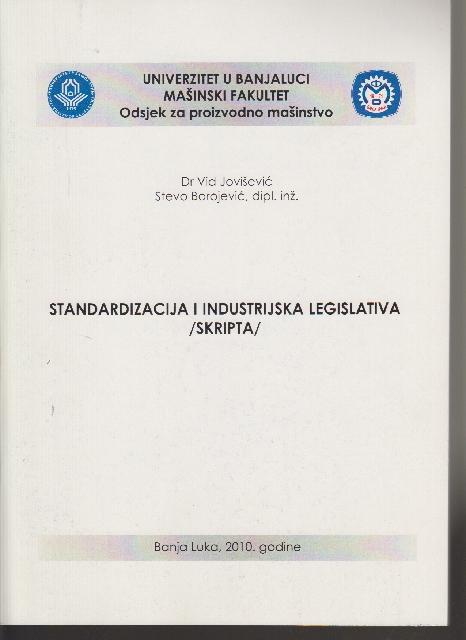 UNIVERZITET U BANJALUCI
MAŠINSKI FAKULTET
Odsjek za proizvodno mašinstvo
Dr Vid Jovišević
Stevo Borojević, dipl. inž.
STANDARDIZACIJA I INDUSTRIJSKA LEGISLATIVA
/SKRIPTA/
Banja Luka, 2010. godine